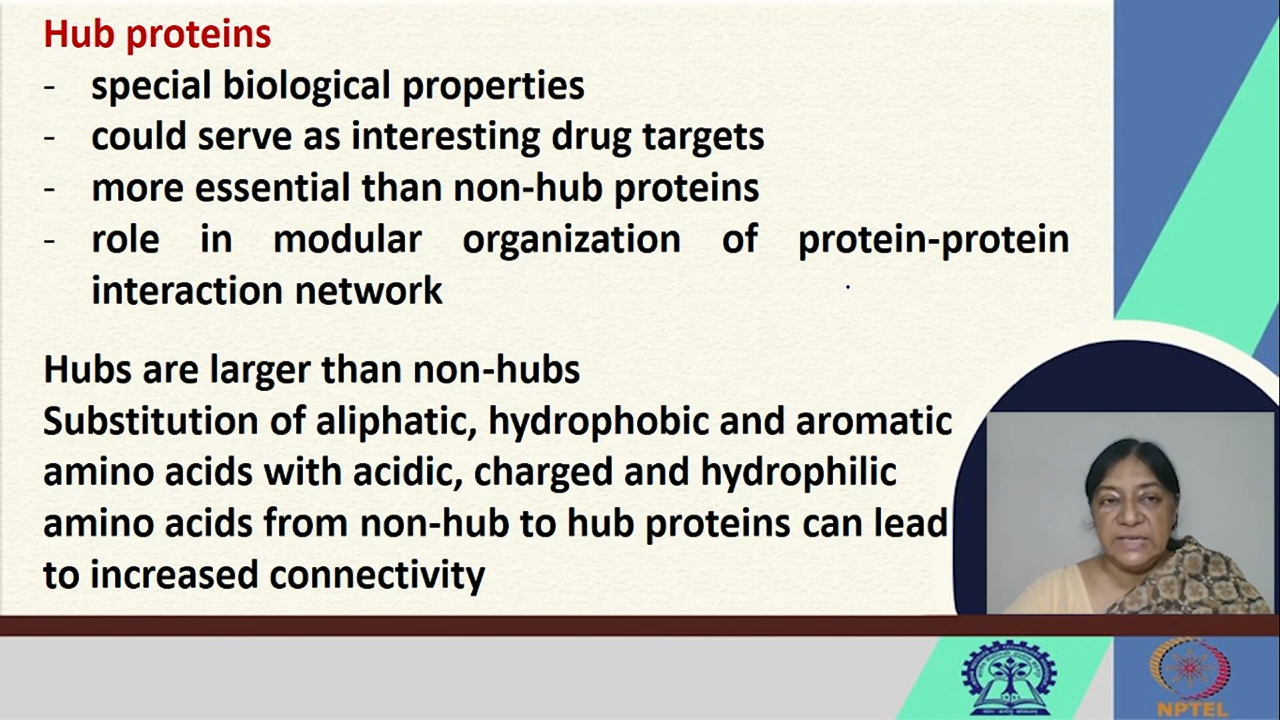 Hub proteins
- special biological properties
- could serve as interesting drug targets
- more essential than non-hub proteins
- role in modular organization of protein-protein
interaction network
Hubs are larger than non-hubs
Substitution of aliphatic, hydrophobic and aromatic
amino acids with acidic, charged and hydrophilic
amino acids from non-hub to hub proteins can lead
to increased connectivity
NPTEL